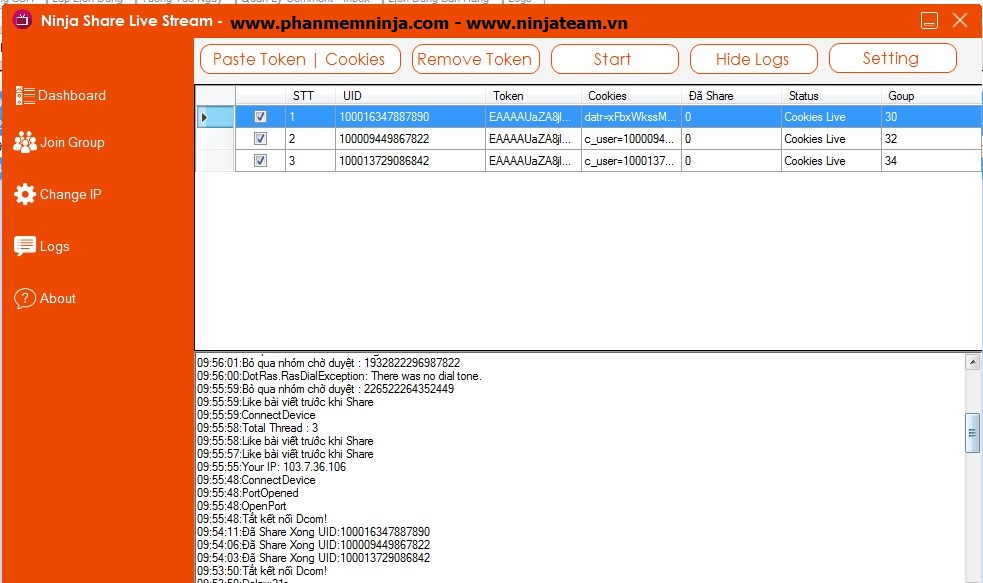 Ninja Share Live Stream - www.phanmemninja.com - www.ninjateam.vn
Paste Token | Cookies Remove Token Start Hide Logs Setting
Dashboard
Join Group
Change IP
Logs
About
STT UID Token Cookies Đã Share Status Goup
1 100016347887890 EAAAAUaZA8jl... datr=xFbxWkssM... 0 Cookies Live 30
2 100009449867822 EAAAAUaZA8jl... c_user=1000094... 0 Cookies Live 32
3 100013729086842 EAAAAUaZA8jl... c_user=1000137... 0 Cookies Live 34
09:56:01:Bỏ qua nhóm chờ duyệt : 1932822296987822
09:56:00:DotRas.RasDialException: There was no dial tone.
09:55:59:Bỏ qua nhóm chờ duyệt : 226522264352449
09:55:59:Like bài viết trước khi Share
09:55:59:ConnectDevice
09:55:58:Total Thread : 3
09:55:58:Like bài viết trước khi Share
09:55:57:Like bài viết trước khi Share
09:55:55:Your IP: 103.7.36.106
09:55:48:ConnectDevice
09:55:48:PortOpened
09:55:48:OpenPort
09:55:48:Tắt kết nối Dcom!
09:54:11:Đã Share Xong UID:100016347887890
09:54:06:Đã Share Xong UID:100009449867822
09:54:03:Đã Share Xong UID:100013729086842
09:53:50:Tắt kết nối Dcom!